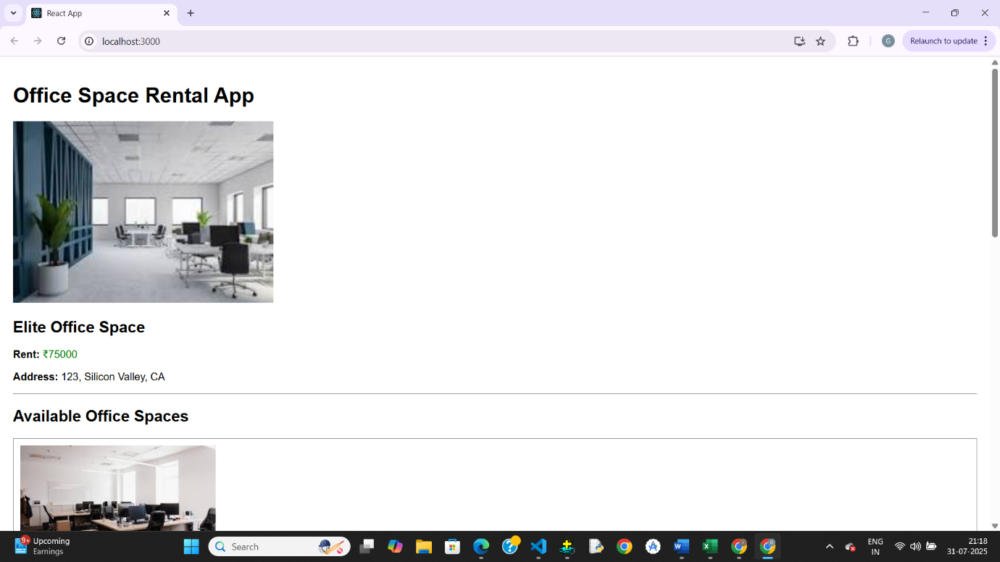 React App
localhost:3000
G
Relaunch to update
Office Space Rental App
Elite Office Space
Rent: ₹75000
Address: 123, Silicon Valley, CA
Available Office Spaces
9+
Upcoming
Earnings
Search
ENG
IN
21:18
31-07-2025